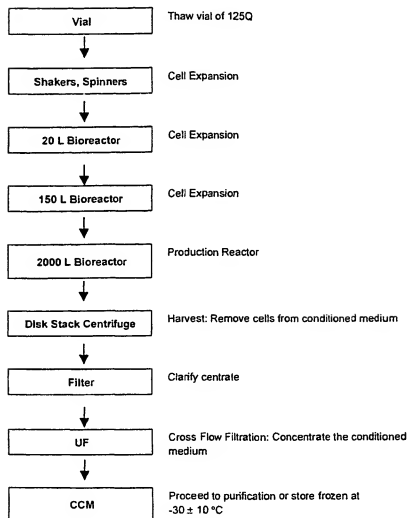 Vial
Thaw vial of 125Q
Shakers, Spinners
Cell Expansion
20 L Bioreactor
Cell Expansion
150 L Bioreactor
Cell Expansion
2000 L Bioreactor
Production Reactor
Disk Stack Centrifuge
Harvest: Remove cells from conditioned medium
Filter
Clarify centrate
UF
Cross Flow Filtration: Concentrate the conditioned
medium
CCM
Proceed to purification or store frozen at
-30 ± 10 °C